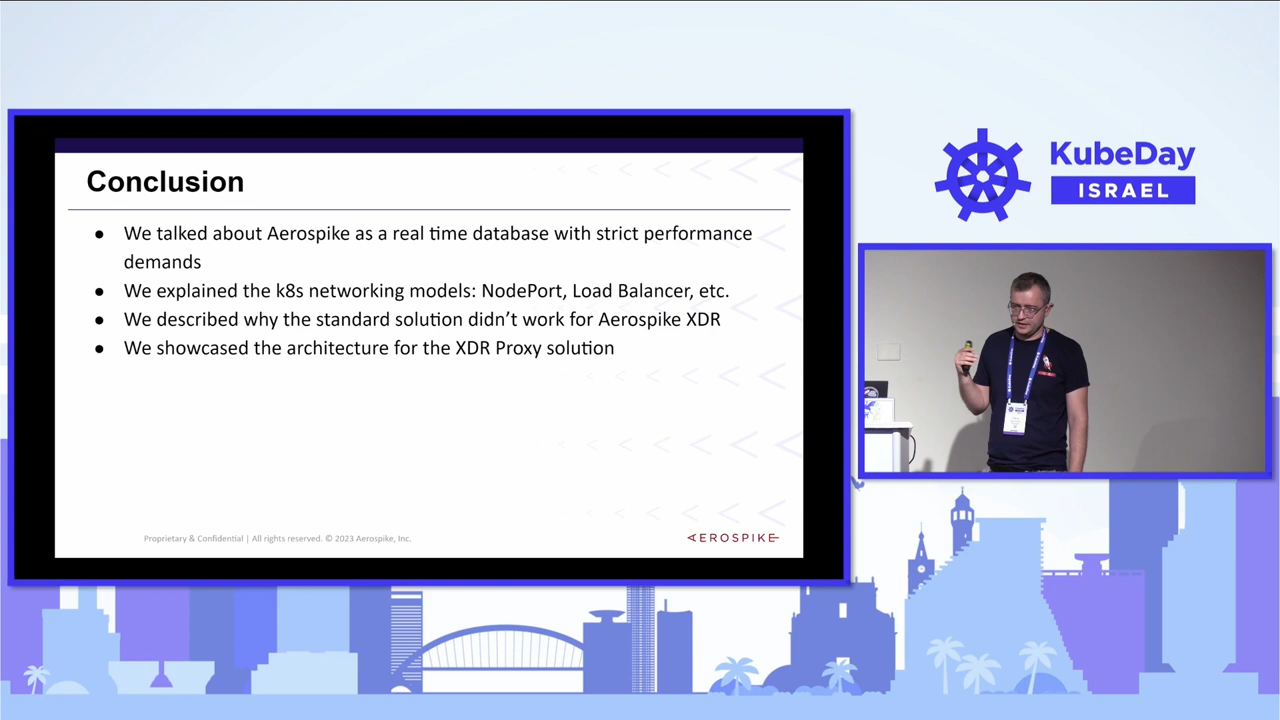 Conclusion
● We talked about Aerospike as a real time database with strict performance
demands
● We explained the k8s networking models: NodePort, Load Balancer, etc.
● We described why the standard solution didn’t work for Aerospike XDR
● We showcased the architecture for the XDR Proxy solution
Proprietary & Confidential | All rights reserved. © 2023 Aerospike, Inc.
AEROSPIKE
KubeDay
ISRAEL